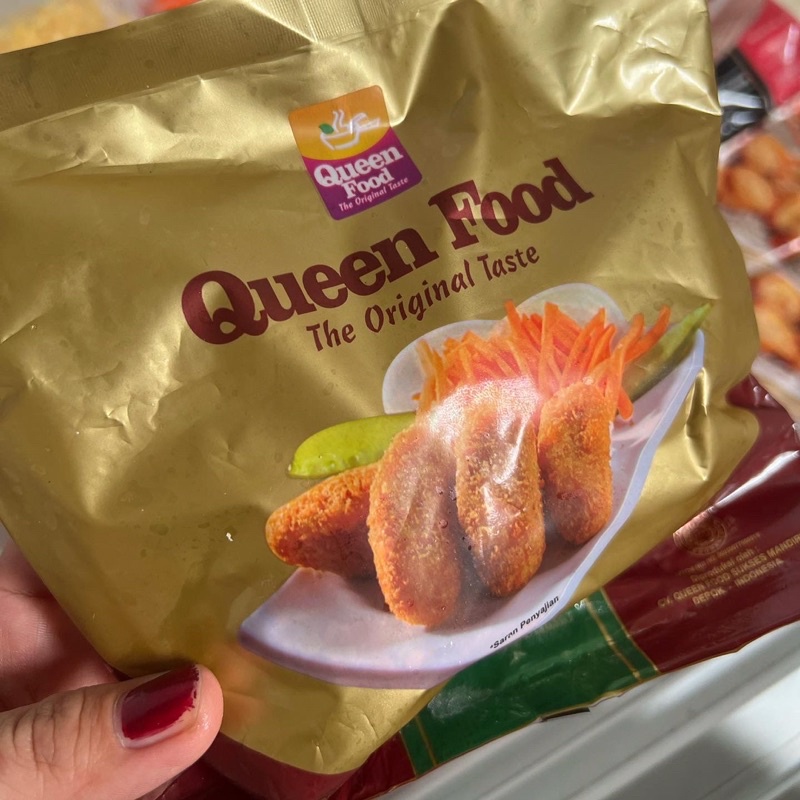 Queen
Food
The Original Taste
Queen Food
The Original Taste
*Saran Penyajian
CV. QUEEN FOOD SUKSES MANDIRI
DEPOK - INDONESIA